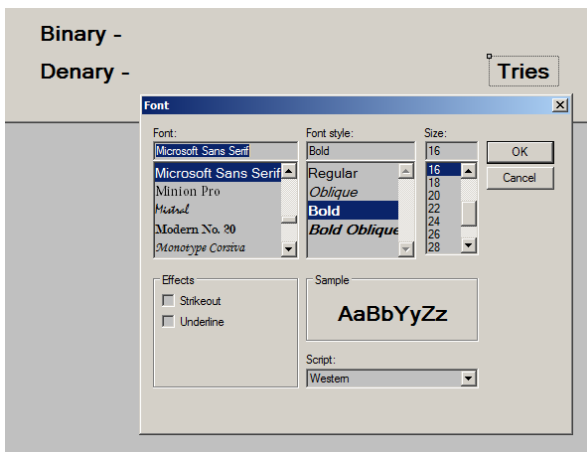 Binary -
Denary -
Tries
Font
Font:
Font style:
Size:
Microsoft Sans Serif
Bold
16
OK
Cancel
Microsoft Sans Serif
Minion Pro
Mistral
Modern No. 20
Monotype Corsiva
Regular
Oblique
Bold
Bold Oblique
16
18
20
22
24
26
28
Effects
Strikeout
Underline
Sample
AaBbYyZz
Script:
Western